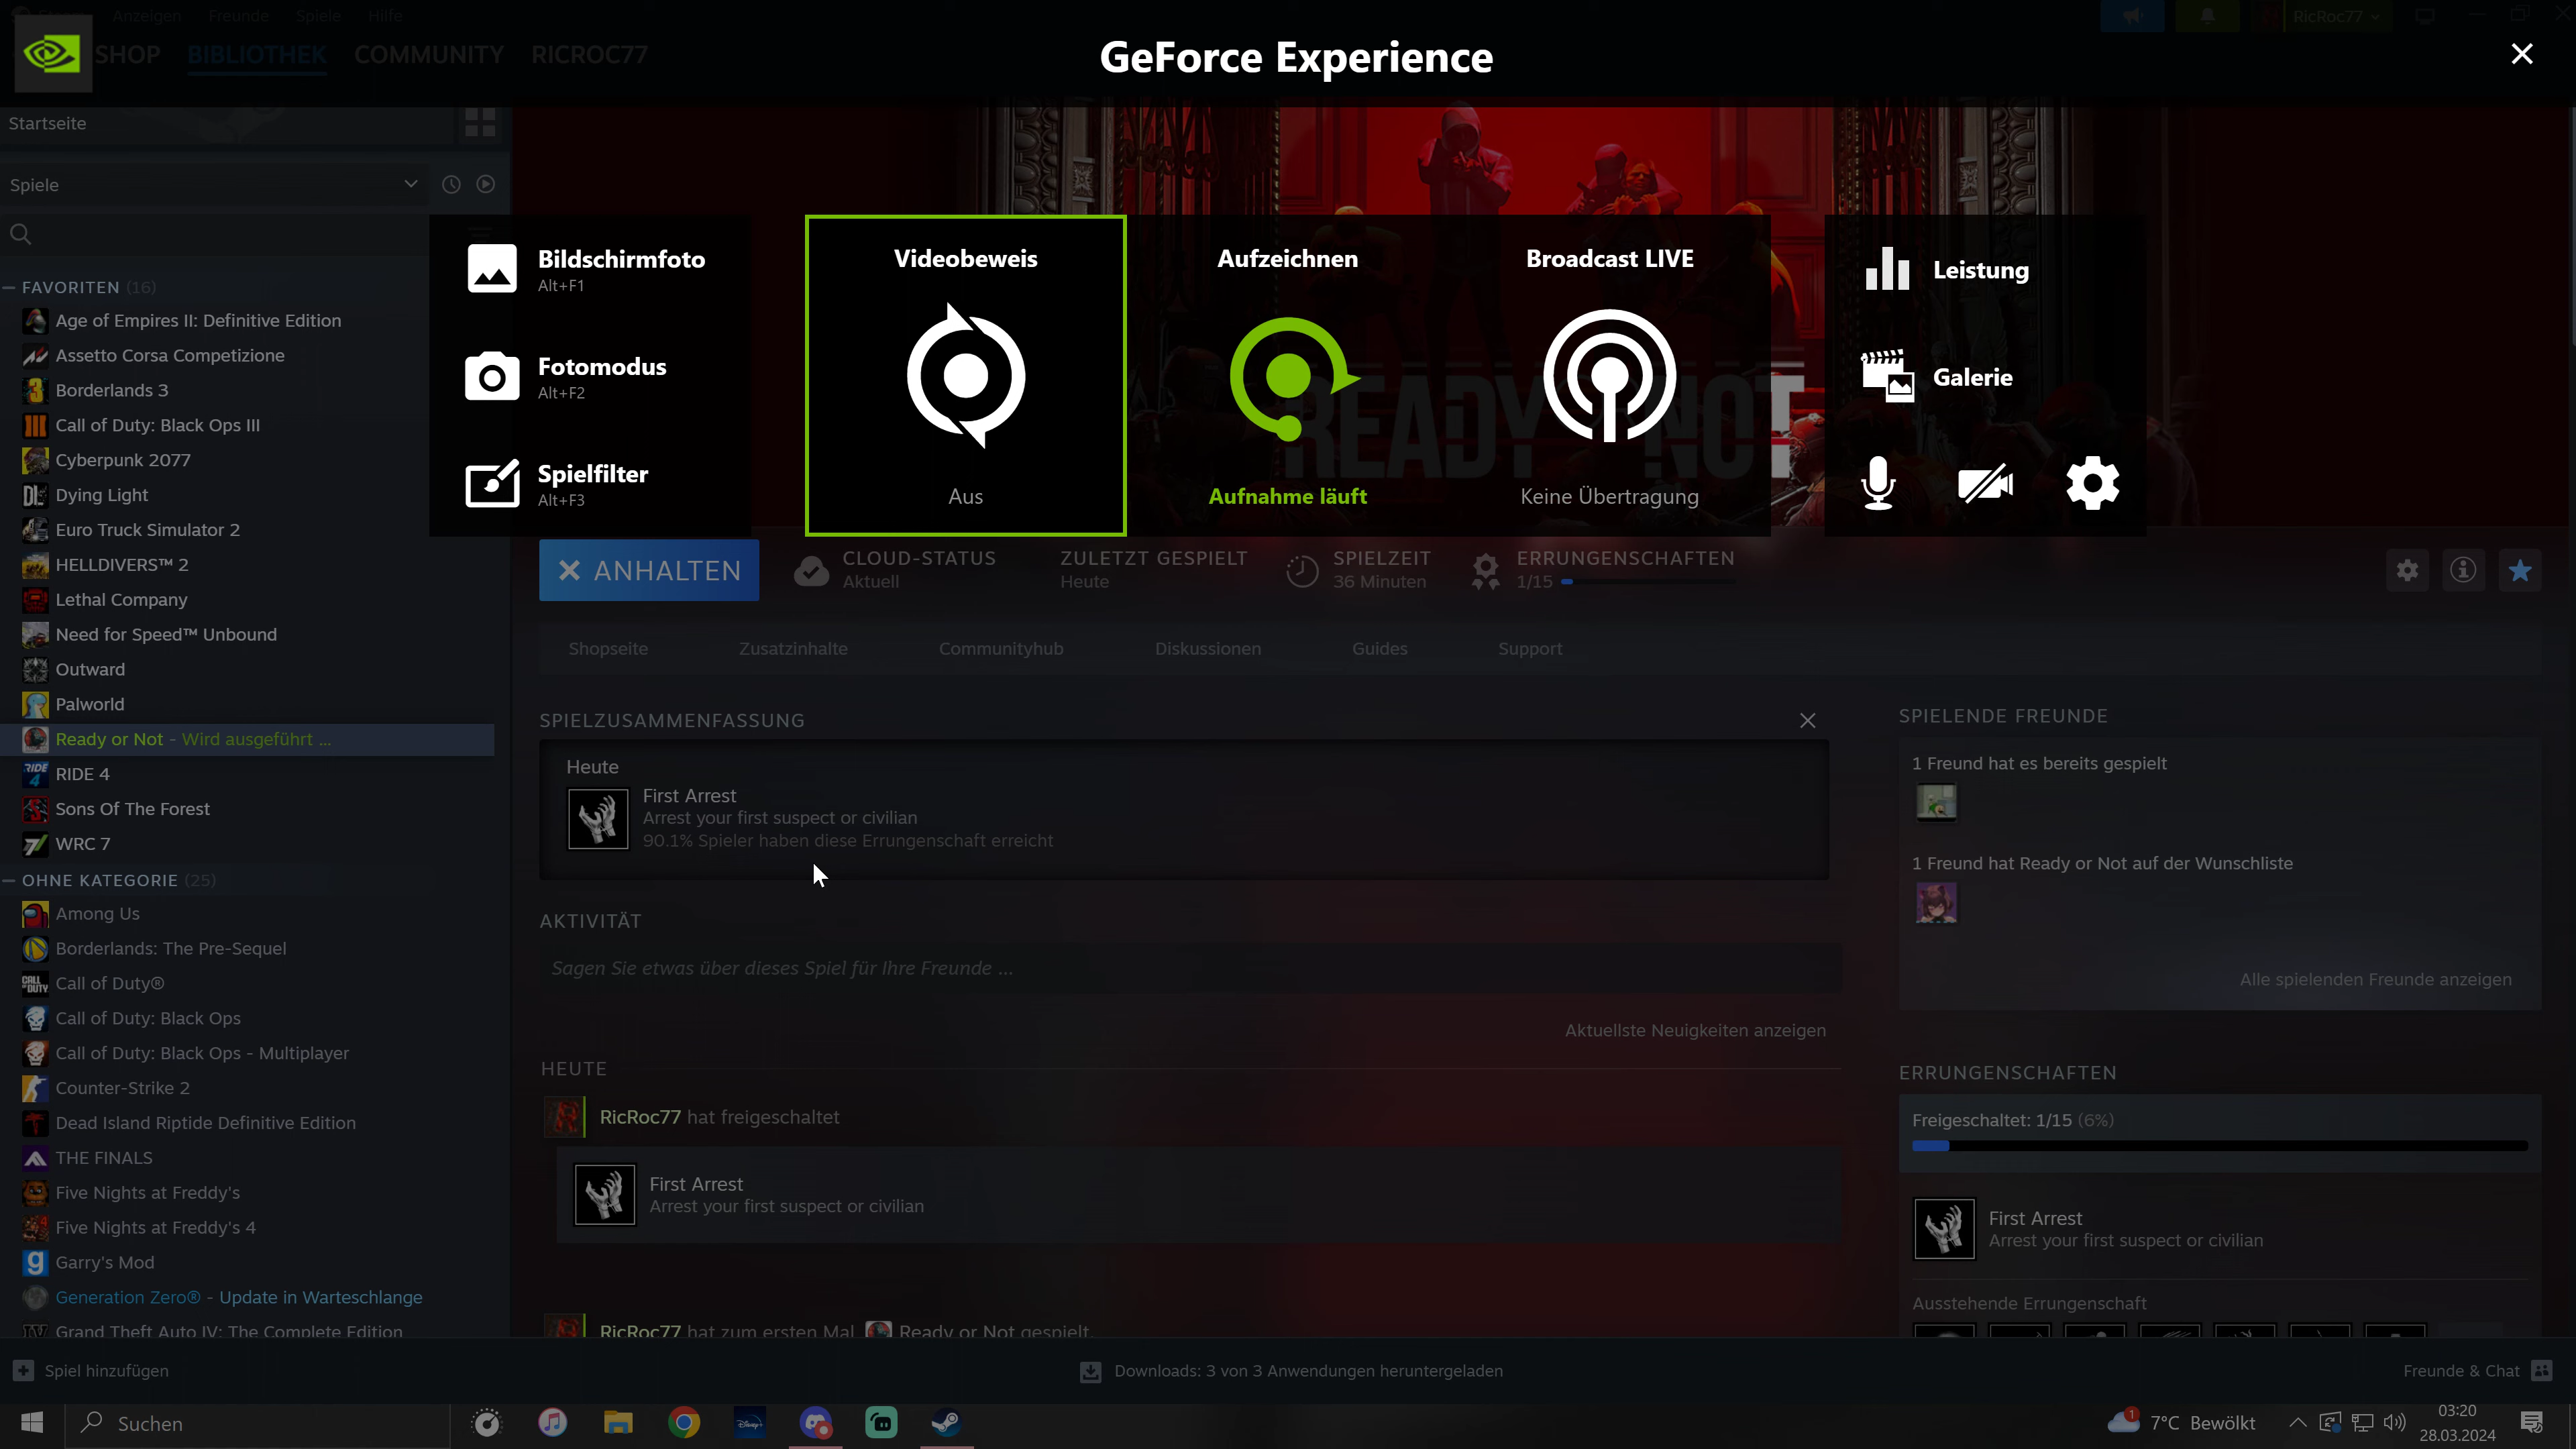 Anzeigen Freunde Spiele Hilfe
RicRoc77
SHOP BIBLIOTHEK COMMUNITY RICROC77
GeForce Experience
Startseite
Spiele
FAVORITEN (16)
Age of Empires II: Definitive Edition
Assetto Corsa Competizione
Borderlands 3
Call of Duty: Black Ops III
Cyberpunk 2077
Dying Light
Euro Truck Simulator 2
HELLDIVERS™ 2
Lethal Company
Need for Speed™ Unbound
Outward
Palworld
Ready or Not - Wird ausgeführt ...
RIDE 4
Sons Of The Forest
WRC 7
OHNE KATEGORIE (25)
Among Us
Borderlands: The Pre-Sequel
Call of Duty®
Call of Duty: Black Ops
Call of Duty: Black Ops - Multiplayer
Counter-Strike 2
Dead Island Riptide Definitive Edition
THE FINALS
Five Nights at Freddy's
Five Nights at Freddy's 4
Garry's Mod
Generation Zero® - Update in Warteschlange
Grand Theft Auto IV: The Complete Edition
Bildschirmfoto
Alt+F1
Fotomodus
Alt+F2
Spielfilter
Alt+F3
Videobeweis
Aus
Aufzeichnen
Aufnahme läuft
Broadcast LIVE
Keine Übertragung
READY OR NOT
Leistung
Galerie
ANHALTEN
CLOUD-STATUS
Aktuell
ZULETZT GESPIELT
Heute
SPIELZEIT
36 Minuten
ERRUNGENSCHAFTEN
1/15
Shopseite Zusatzinhalte Communityhub Diskussionen Guides Support
SPIELZUSAMMENFASSUNG
Heute
First Arrest
Arrest your first suspect or civilian
90.1% Spieler haben diese Errungenschaft erreicht
AKTIVITÄT
Sagen Sie etwas über dieses Spiel für Ihre Freunde ...
Aktuellste Neuigkeiten anzeigen
HEUTE
RicRoc77 hat freigeschaltet
First Arrest
Arrest your first suspect or civilian
RicRoc77 hat zum ersten Mal Ready or Not gespielt.
SPIELENDE FREUNDE
1 Freund hat es bereits gespielt
1 Freund hat Ready or Not auf der Wunschliste
Alle spielenden Freunde anzeigen
ERRUNGENSCHAFTEN
Freigeschaltet: 1/15 (6%)
First Arrest
Arrest your first suspect or civilian
Ausstehende Errungenschaft
Spiel hinzufügen
Downloads: 3 von 3 Anwendungen heruntergeladen
Freunde & Chat
Suchen
Disney+
1
7°C Bewölkt
03:20
28.03.2024